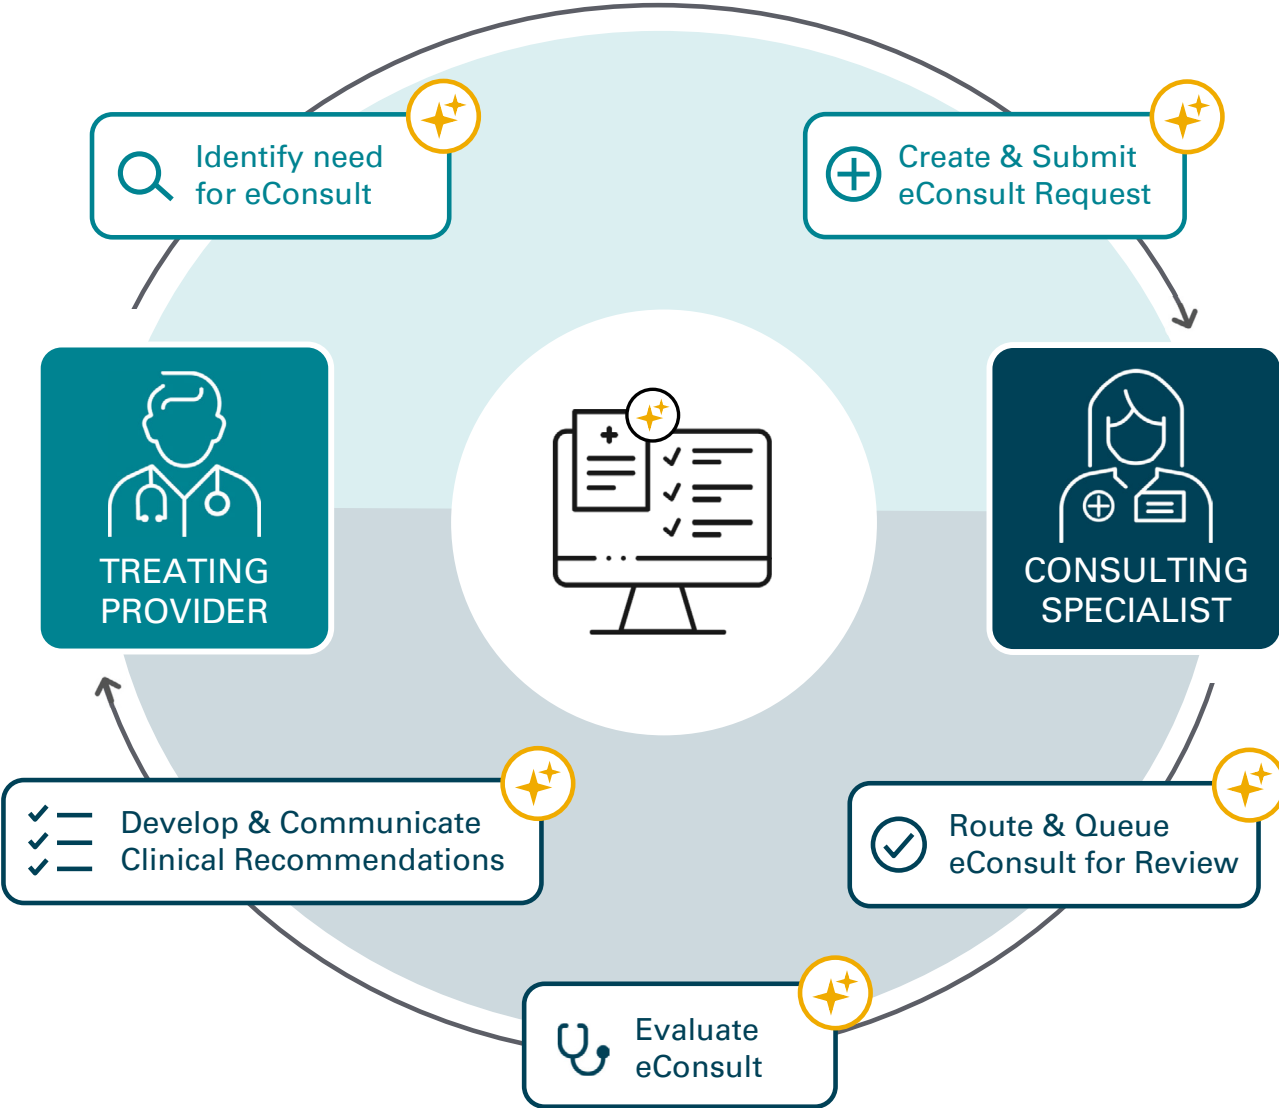 Identify need
for eConsult
Create & Submit
eConsult Request
TREATING
PROVIDER
CONSULTING
SPECIALIST
Develop & Communicate
Clinical Recommendations
Route & Queue
eConsult for Review
Evaluate
eConsult